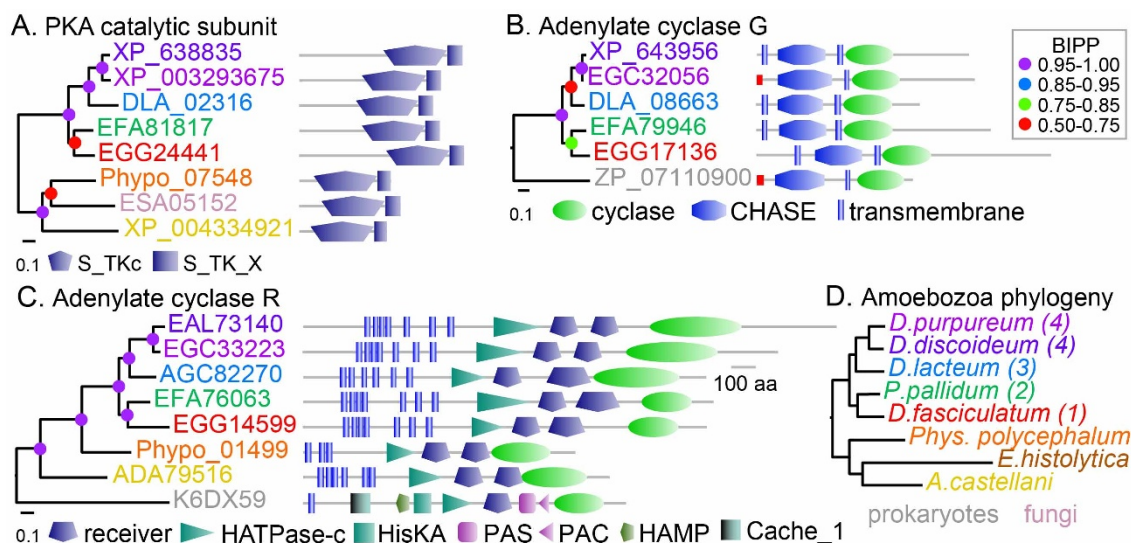 A. PKA catalytic subunit
XP_638835
XP_003293675
DLA_02316
EFA81817
EGG24441
Phypo_07548
ESA05152
XP_004334921
0.1 S_TKc S_TK_X
B. Adenylate cyclase G
XP_643956
EGC32056
DLA_08663
EFA79946
EGG17136
ZP_07110900
0.1 cyclase CHASE transmembrane
BIPP
0.95-1.00
0.85-0.95
0.75-0.85
0.50-0.75
C. Adenylate cyclase R
EAL73140
EGC33223
AGC82270
EFA76063
EGG14599
Phypo_01499
ADA79516
K6DX59
100 aa
0.1 receiver HATPase-c HisKA PAS PAC HAMP Cache_1
D. Amoebozoa phylogeny
D.purpureum (4)
D.discoideum (4)
D.lacteum (3)
P.pallidum (2)
D.fasciculatum (1)
Phys. polycephalum
E.histolytica
A.castellani
prokaryotes fungi